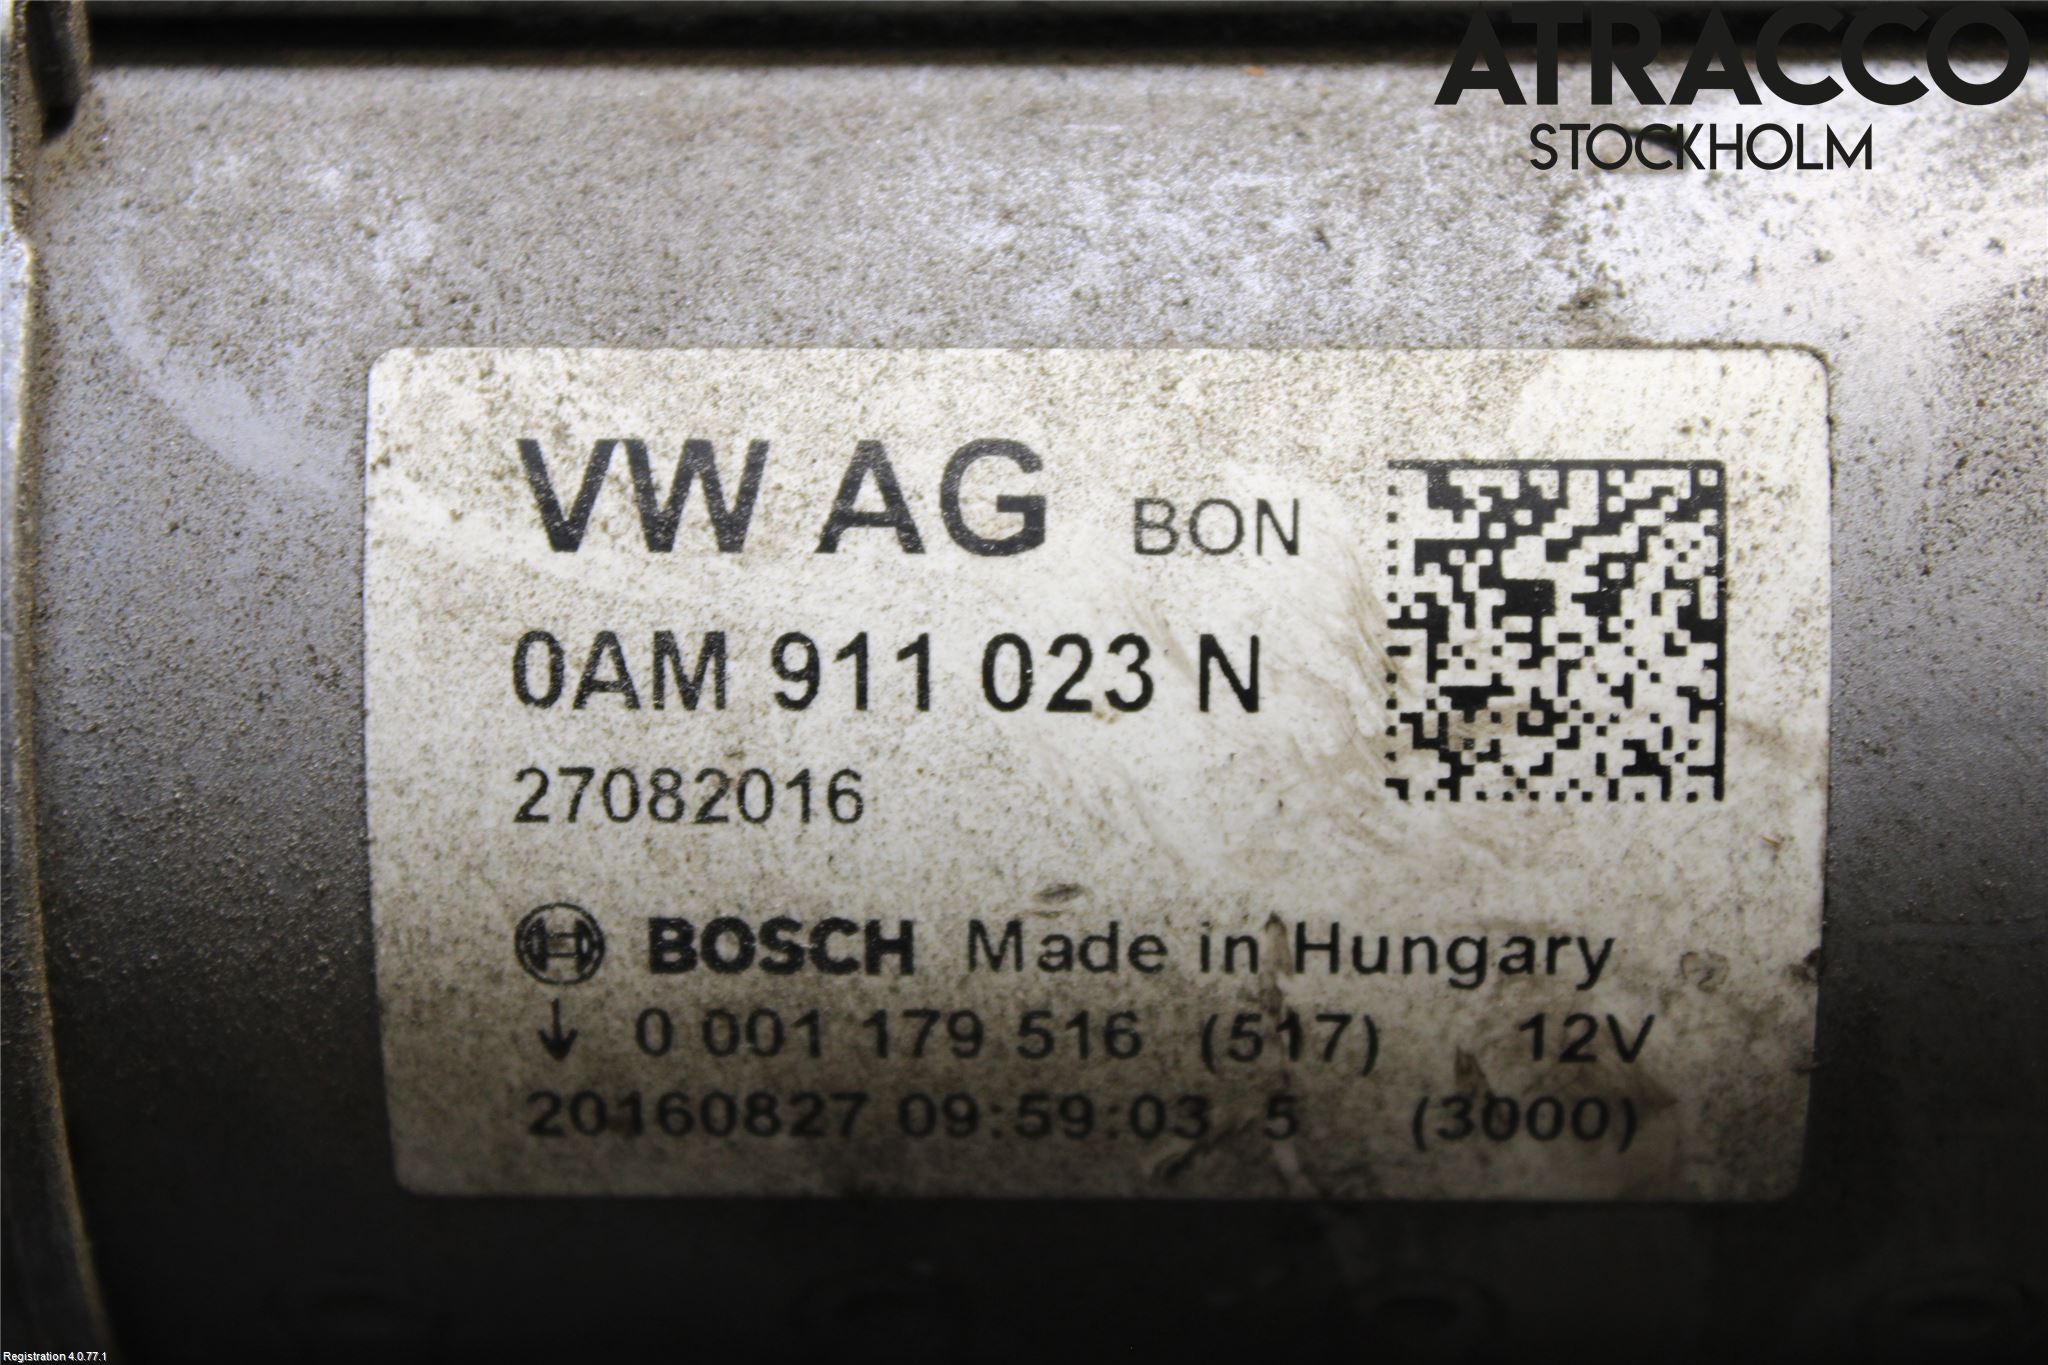 ATRACCO
STOCKHOLM
VW AG BON
0AM 911 023 N
27082016
BOSCH Made in Hungary
↓ 0 001 179 516 (517) 12V
20160827 09:59:03 5 (3000)
Registration 4.0.77.1